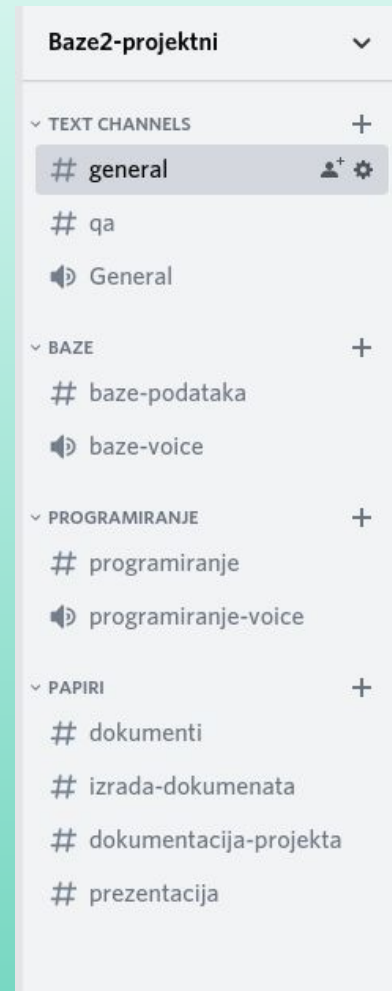 Baze2-projektni
TEXT CHANNELS
general
qa
General
BAZE
baze-podataka
baze-voice
PROGRAMIRANJE
programiranje
programiranje-voice
PAPIRI
dokumenti
izrada-dokumenata
dokumentacija-projekta
prezentacija